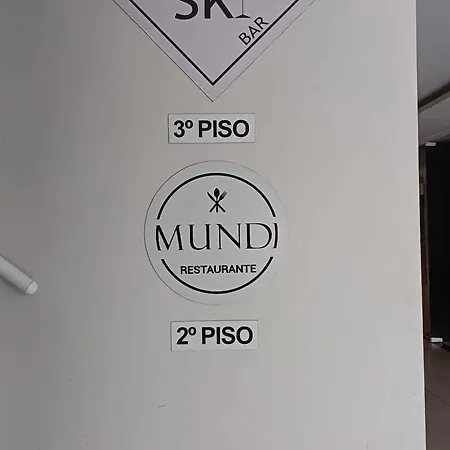 BAR
3º PISO
MUNDI
RESTAURANTE
2º PISO